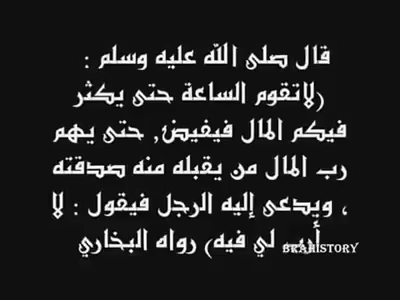 قال صلى الله عليه وسلم :
(لاتقوم الساعة حتى يكثر
فيكم المال فيفيض, حتى يهم
رب المال من يقبله منه صدقته
، ويدعى إليه الرجل فيقول : لا
أرب لي فيه) رواه البخاري
BRAHISTORY